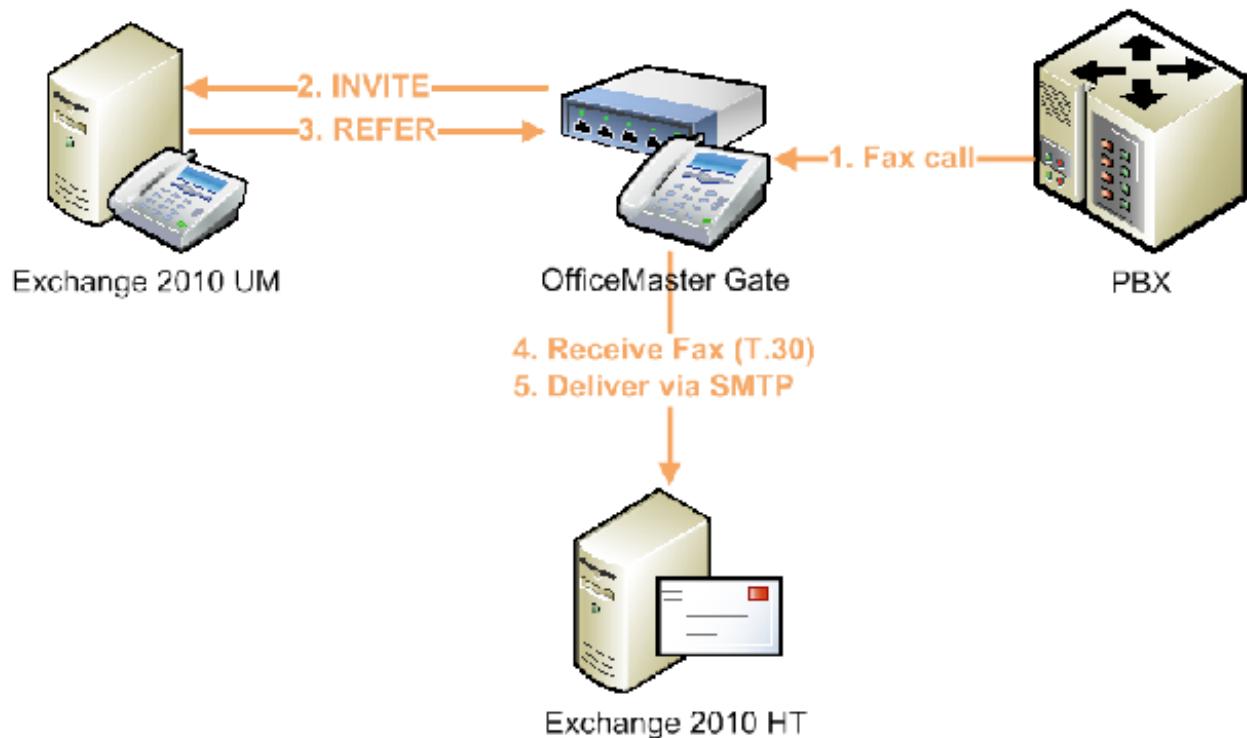 2. INVITE
3. REFER
1. Fax call
Exchange 2010 UM
OfficeMaster Gate
PBX
4. Receive Fax (T.30)
5. Deliver via SMTP
Exchange 2010 HT